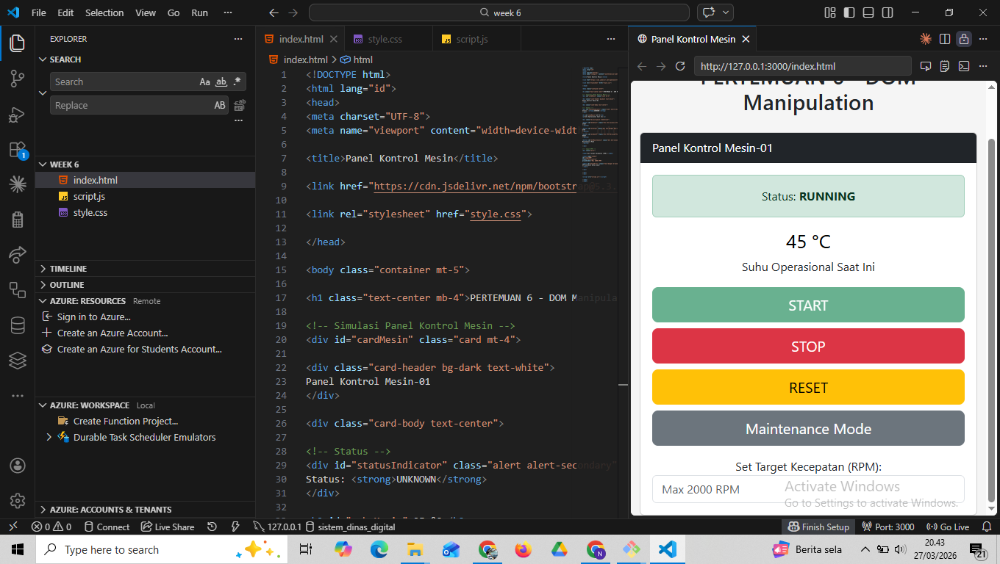 File Edit Selection View Go Run ···
week 6
EXPLORER
SEARCH
Search
Aa ab .*
Replace
AB
WEEK 6
index.html
script.js
style.css
TIMELINE
OUTLINE
AZURE: RESOURCES Remote
Sign in to Azure...
Create an Azure Account...
Create an Azure for Students Account...
AZURE: WORKSPACE Local
Create Function Project...
Durable Task Scheduler Emulators
AZURE: ACCOUNTS & TENANTS
1
index.html
style.css
script.js
index.html > html
1 <!DOCTYPE html>
2 <html lang="id">
3 <head>
4 <meta charset="UTF-8">
5 <meta name="viewport" content="width=device-widt
6
7 <title>Panel Kontrol Mesin</title>
8
9 <link href="https://cdn.jsdelivr.net/npm/bootstrap@5.3.
10
11 <link rel="stylesheet" href="style.css">
12
13 </head>
14
15 <body class="container mt-5">
16
17 <h1 class="text-center mb-4">PERTEMUAN 6 - DOM Manipula
18
19 <!-- Simulasi Panel Kontrol Mesin -->
20 <div id="cardMesin" class="card mt-4">
21
22 <div class="card-header bg-dark text-white">
23 Panel Kontrol Mesin-01
24 </div>
25
26 <div class="card-body text-center">
27
28 <!-- Status -->
29 <div id="statusIndicator" class="alert alert-secondary"
30 Status: <strong>UNKNOWN</strong>
31 </div>
32
Panel Kontrol Mesin
http://127.0.0.1:3000/index.html
PERTEMUAN 6 - DOM
Manipulation
Panel Kontrol Mesin-01
Status: RUNNING
45 °C
Suhu Operasional Saat Ini
START
STOP
RESET
Maintenance Mode
Set Target Kecepatan (RPM):
Max 2000 RPM
Activate Windows
Go to Settings to activate Windows.
0 0 Connect Live Share 127.0.0.1 sistem_dinas_digital Finish Setup Port: 3000 Go Live
Type here to search
N
Berita sela
20.43
27/03/2026
21